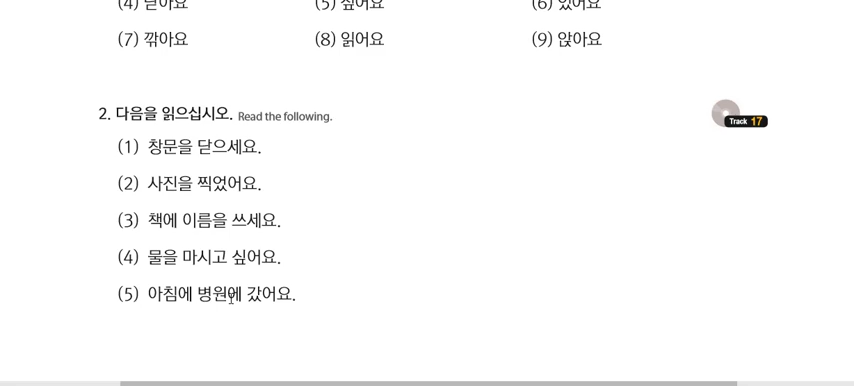 (4) 닫아요 (5) 싶어요 (6) 있어요
(7) 깎아요 (8) 읽어요 (9) 앉아요
2. 다음을 읽으십시오. Read the following.
Track 17
(1) 창문을 닫으세요.
(2) 사진을 찍었어요.
(3) 책에 이름을 쓰세요.
(4) 물을 마시고 싶어요.
(5) 아침에 병원에 갔어요.